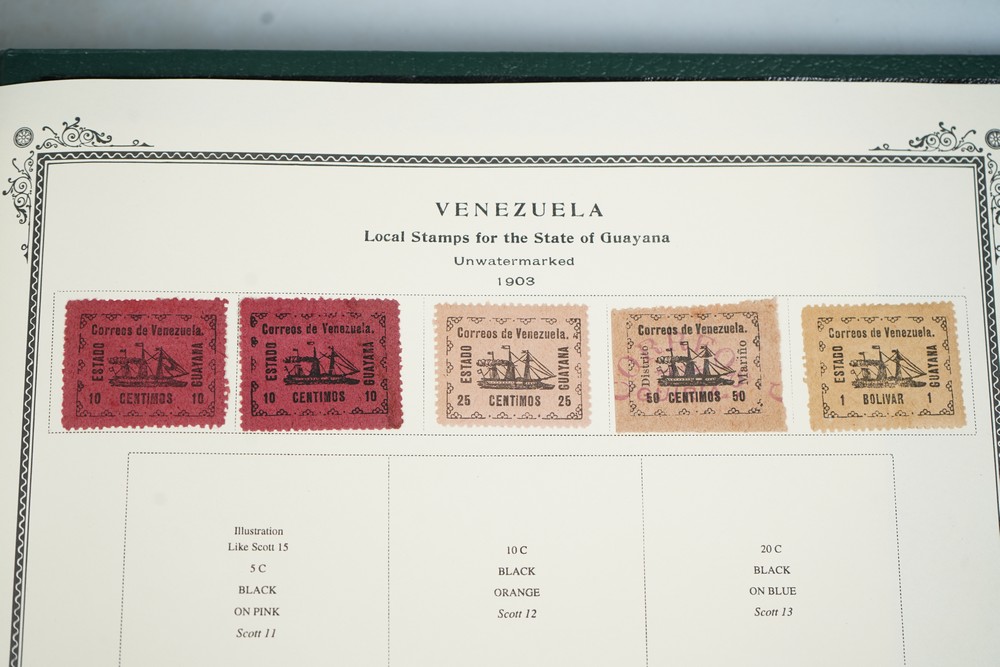 VENEZUELA
Local Stamps for the State of Guayana
Unwatermarked
1903
Correos de Venezuela.
ESTADO
GUAYANA
10 CENTIMOS 10
Correos de Venezuela.
ESTADO
GUAYANA
10 CENTIMOS 10
Correos de Venezuela.
ESTADO
GUAYANA
25 CENTIMOS 25
Correos de Venezuela.
Mariño
50 CENTIMOS 50
Correos de Venezuela.
ESTADO
GUAYANA
1 BOLIVAR 1
Illustration
Like Scott 15
5 C
BLACK
ON PINK
Scott 11
10 C
BLACK
ORANGE
Scott 12
20 C
BLACK
ON BLUE
Scott 13